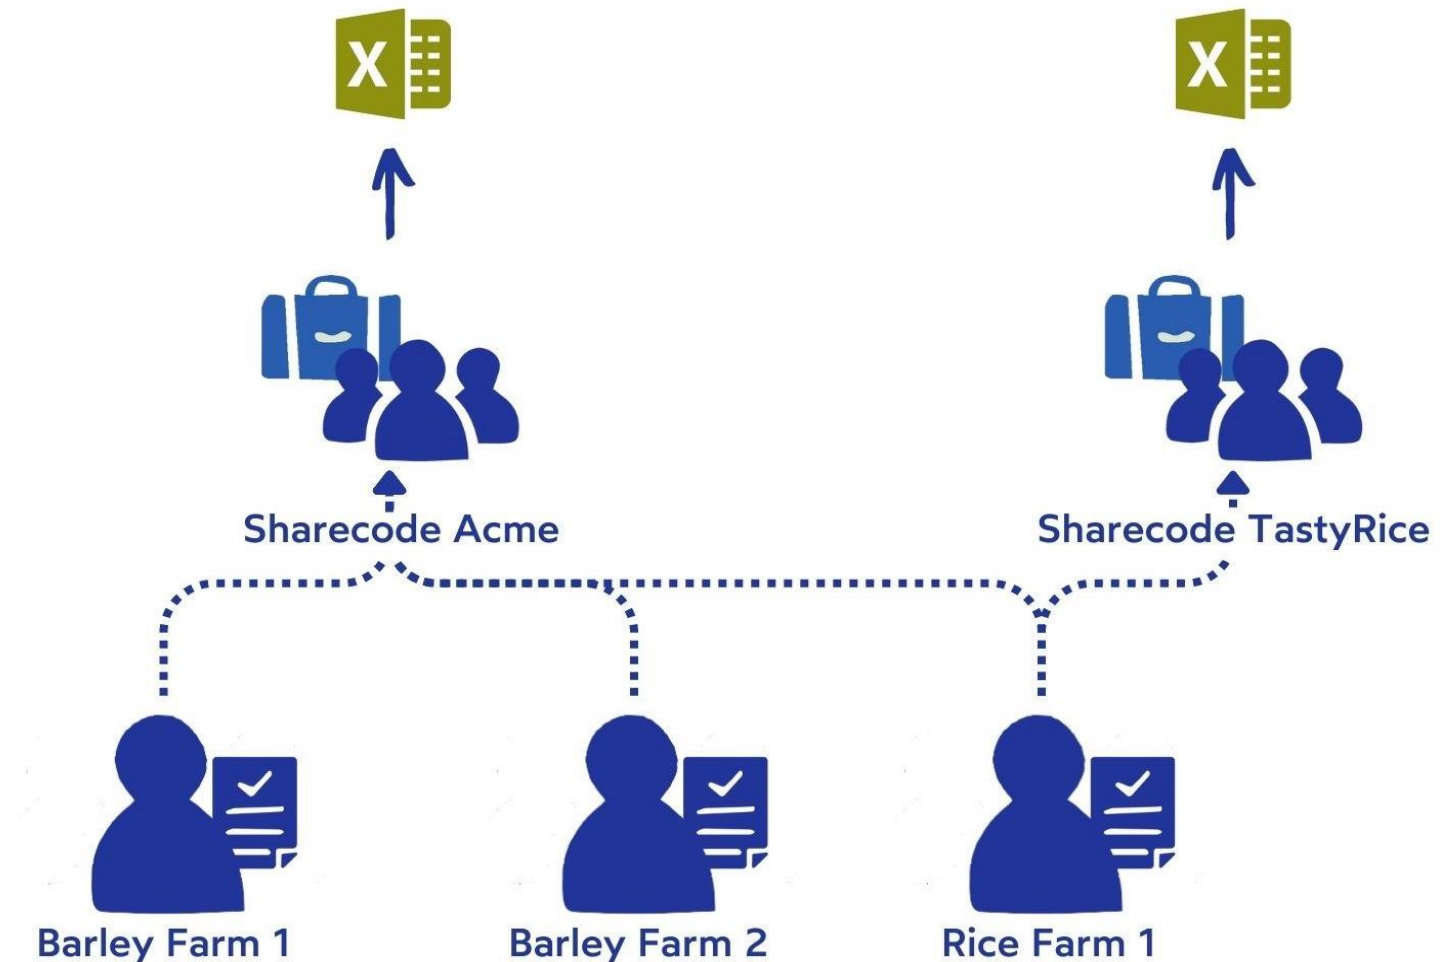 X
X
Sharecode Acme
Sharecode TastyRice
Barley Farm 1
Barley Farm 2
Rice Farm 1